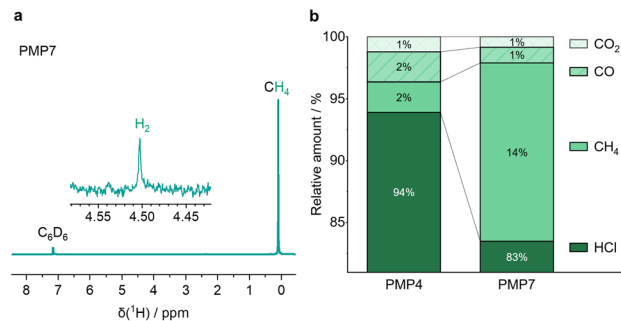 a
PMP7
CH₄
H₂
4.55 4.50 4.45
C₆D₆
8 7 6 5 4 3 2 1 0
δ(¹H) / ppm
b
Relative amount / %
100
95
90
85
1% 1%
2% 1%
2% 14%
94% 83%
PMP4 PMP7
CO₂
CO
CH₄
HCl